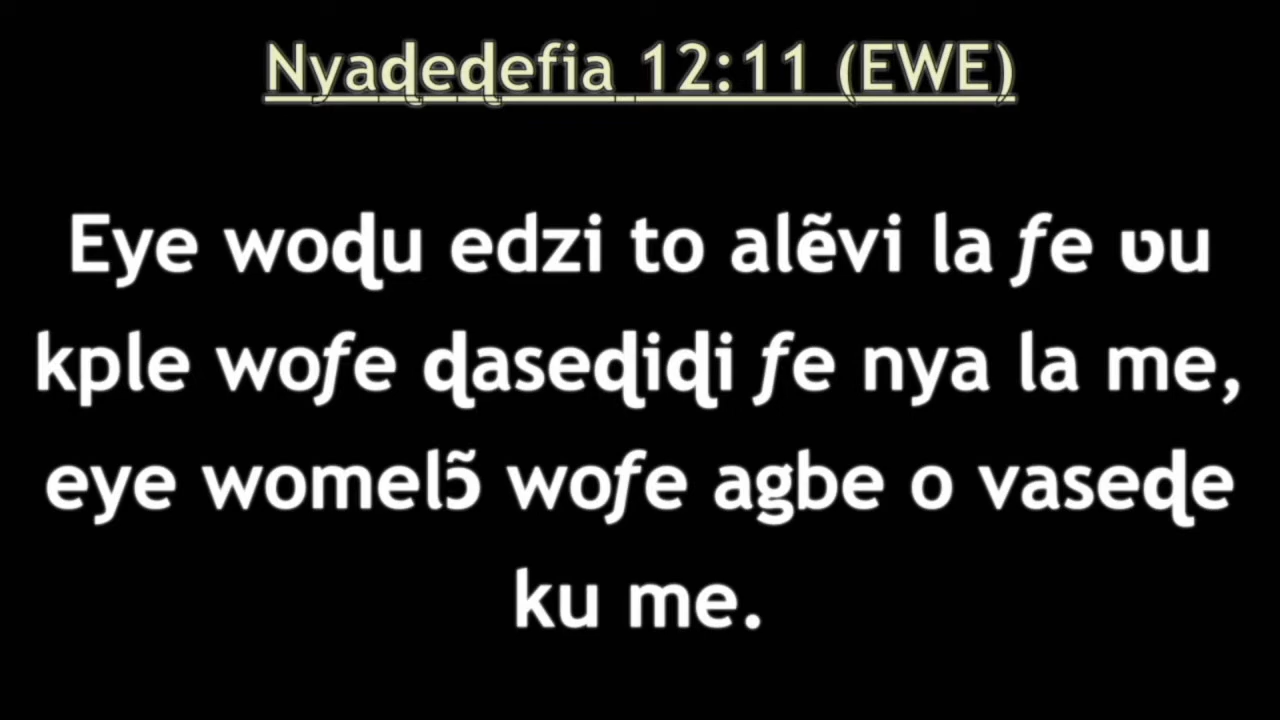 Nyaɖeɖefia 12:11 (EWE)
Eye woɖu edzi to alẽvi la ƒe ʋu
kple woƒe ɖaseɖiɖi ƒe nya la me,
eye womelɔ̃ woƒe agbe o vaseɖe
ku me.